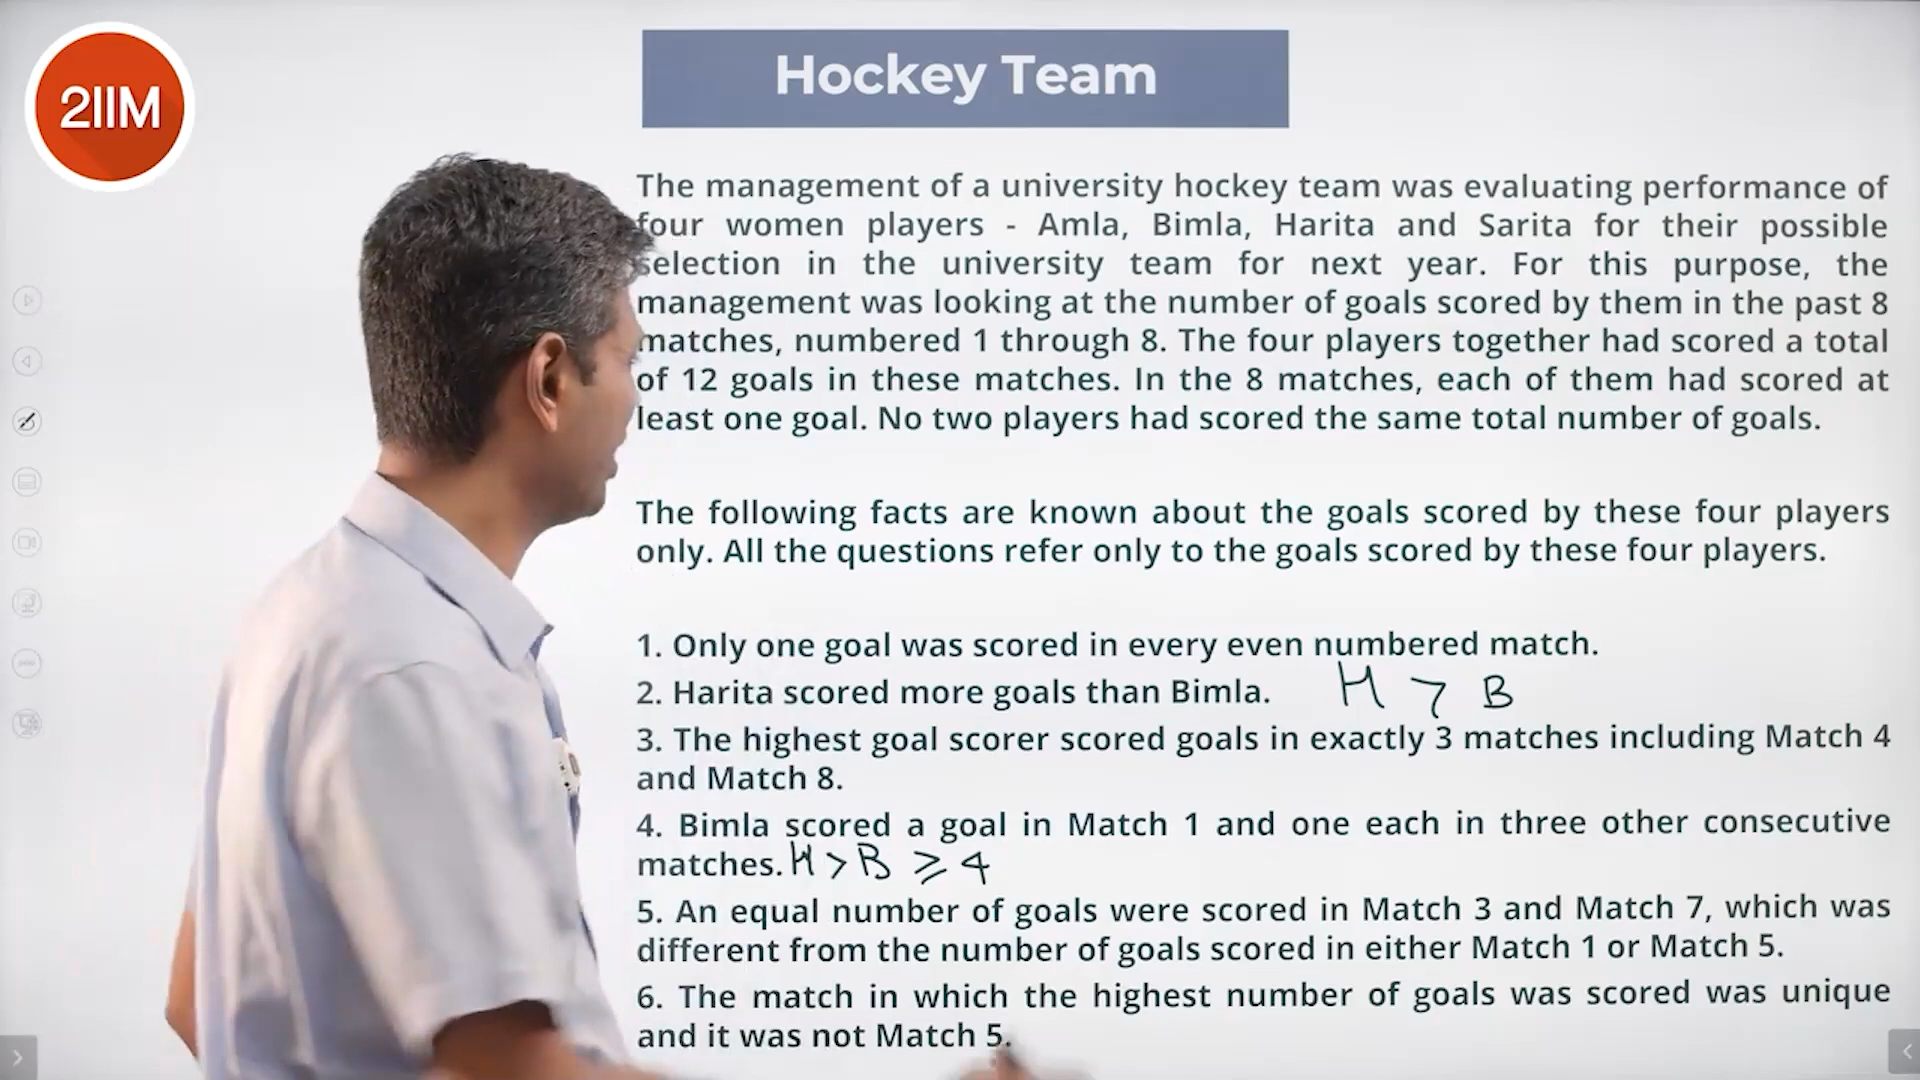 2IIM
Hockey Team
The management of a university hockey team was evaluating performance of
four women players - Amla, Bimla, Harita and Sarita for their possible
selection in the university team for next year. For this purpose, the
management was looking at the number of goals scored by them in the past 8
matches, numbered 1 through 8. The four players together had scored a total
of 12 goals in these matches. In the 8 matches, each of them had scored at
least one goal. No two players had scored the same total number of goals.
The following facts are known about the goals scored by these four players
only. All the questions refer only to the goals scored by these four players.
1. Only one goal was scored in every even numbered match.
2. Harita scored more goals than Bimla. H > B
3. The highest goal scorer scored goals in exactly 3 matches including Match 4
and Match 8.
4. Bimla scored a goal in Match 1 and one each in three other consecutive
matches. H > B ≥ 4
5. An equal number of goals were scored in Match 3 and Match 7, which was
different from the number of goals scored in either Match 1 or Match 5.
6. The match in which the highest number of goals was scored was unique
and it was not Match 5.